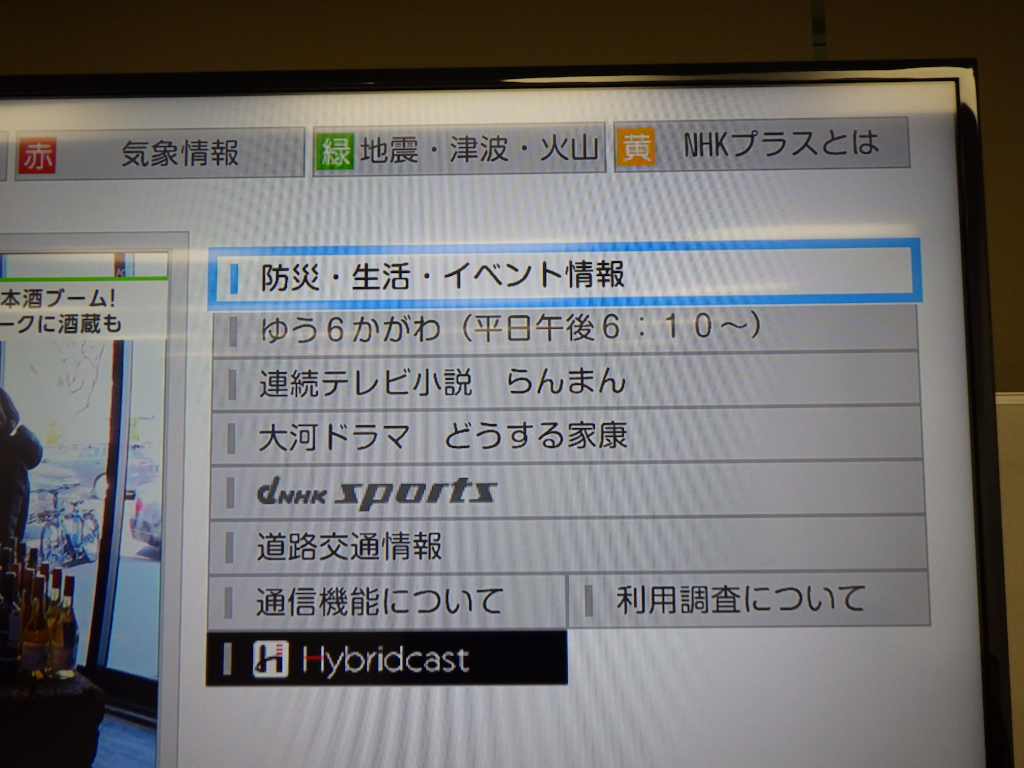 赤 気象情報 緑 地震・津波・火山 黄 NHKプラスとは
本酒ブーム!
ークに酒蔵も
防災・生活・イベント情報
ゆう6かがわ(平日午後6:10~)
連続テレビ小説 らんまん
大河ドラマ どうする家康
dNHK sports
道路交通情報
通信機能について 利用調査について
Hybridcast